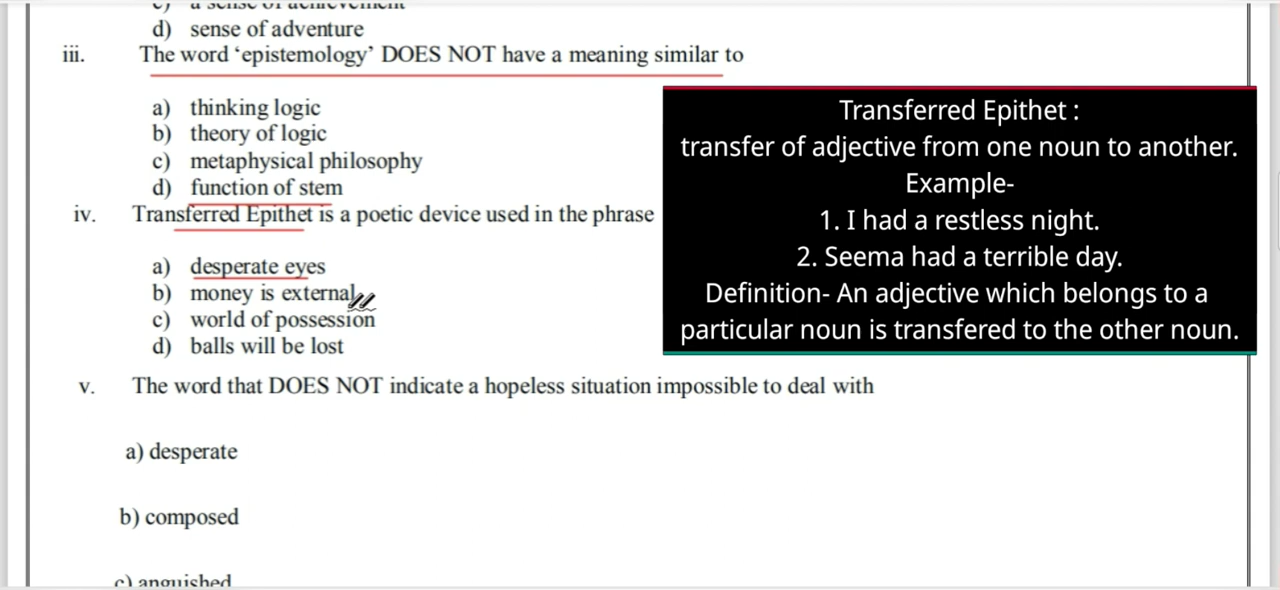 d) sense of adventure
iii. The word ‘epistemology’ DOES NOT have a meaning similar to
a) thinking logic
b) theory of logic
c) metaphysical philosophy
d) function of stem
iv. Transferred Epithet is a poetic device used in the phrase
a) desperate eyes
b) money is external
c) world of possession
d) balls will be lost
v. The word that DOES NOT indicate a hopeless situation impossible to deal with
a) desperate
b) composed
c) anguished
Transferred Epithet :
transfer of adjective from one noun to another.
Example-
1. I had a restless night.
2. Seema had a terrible day.
Definition- An adjective which belongs to a
particular noun is transfered to the other noun.